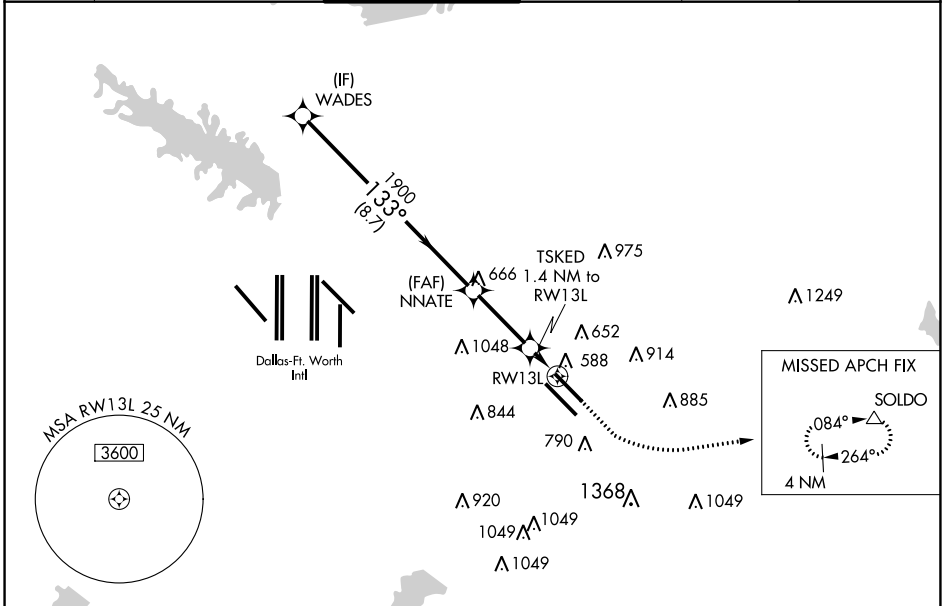 (IF)
WADES
1900
133°
(8.7)
TSKED
1.4 NM to
RW13L
975
666
(FAF)
NNATE
1249
652
1048
588
914
RW13L
Dallas-Ft. Worth
Intl
MISSED APCH FIX
SOLDO
084°
264°
4 NM
885
844
790
MSA RW13L 25 NM
3600
920
1368
1049
1049
1049
1049